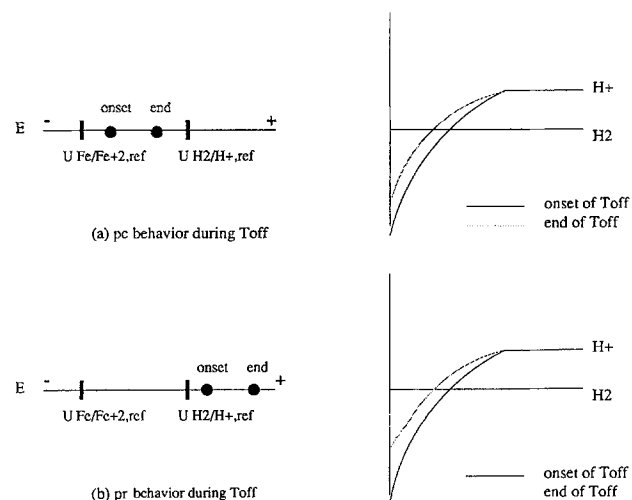 onset end
- +
E
U Fe/Fe+2,ref U H2/H+,ref
(a) pc behavior during Toff
H+
H2
onset of Toff
end of Toff
onset end
- +
E
U Fe/Fe+2,ref U H2/H+,ref
(b) pr behavior during Toff
H+
H2
onset of Toff
end of Toff